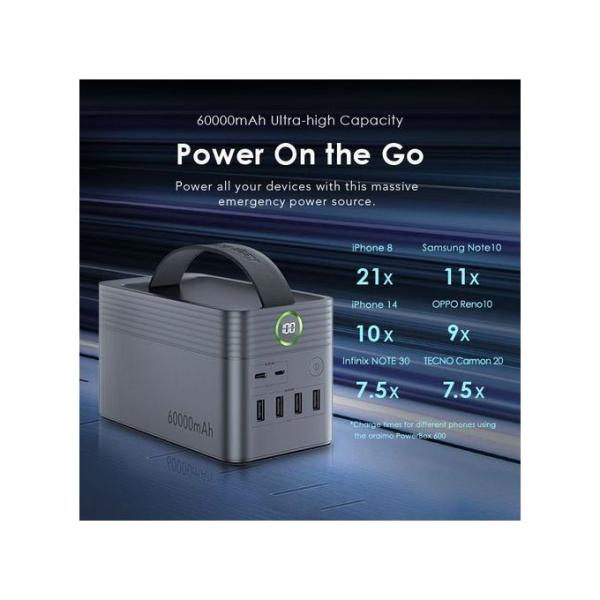 60000mAh Ultra-high Capacity
Power On the Go
Power all your devices with this massive
emergency power source.
iPhone 8
Samsung Note10
21X
11X
iPhone 14
OPPO Reno10
10X
9X
Infinix NOTE 30
TECNO Carmon 20
7.5X
7.5X
*Charge times for different phones using
the oraimo PowerBox 600
100
60000mAh